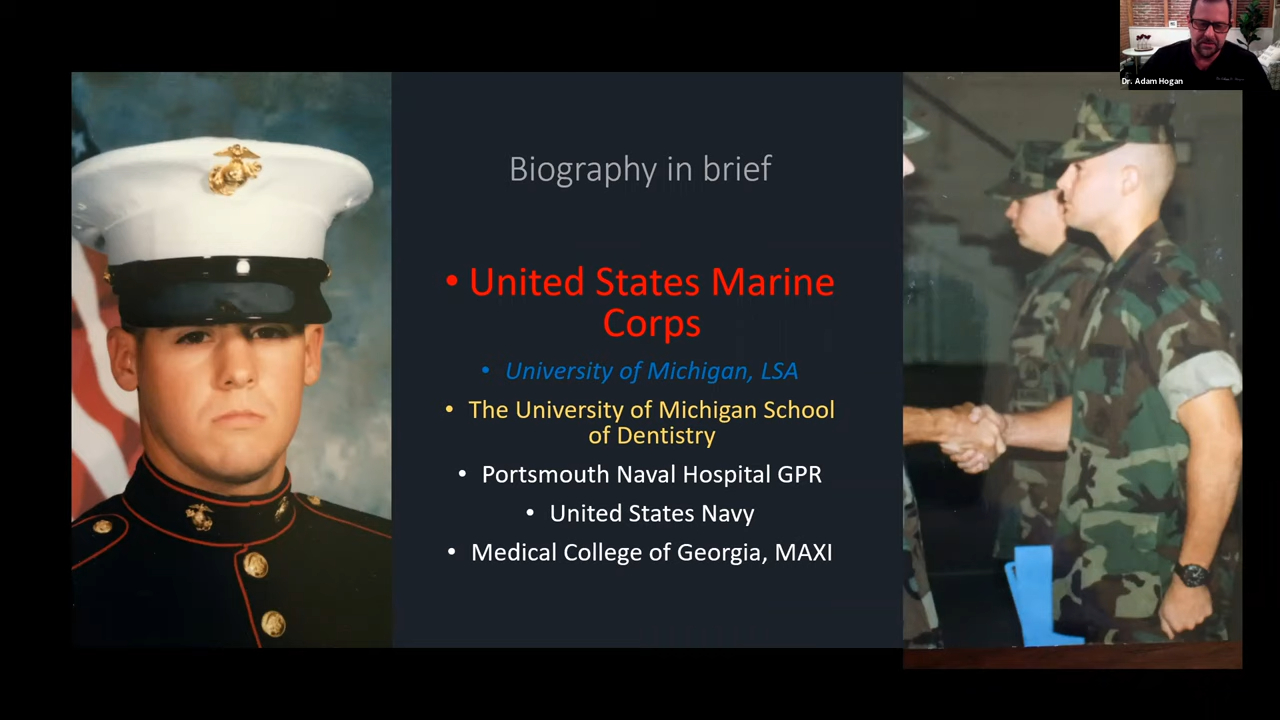 Dr. Adam Hogan
Biography in brief
• United States Marine
Corps
• University of Michigan, LSA
• The University of Michigan School
of Dentistry
• Portsmouth Naval Hospital GPR
• United States Navy
• Medical College of Georgia, MAXI